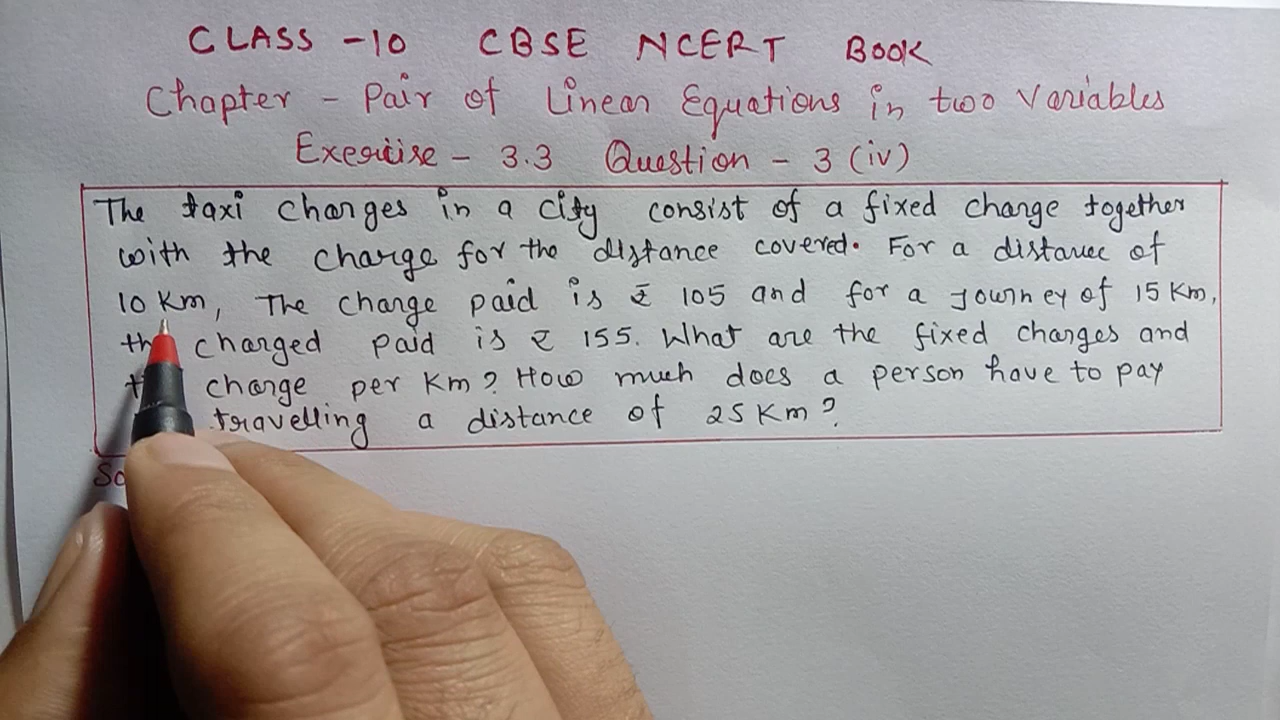 CLASS -10 CBSE NCERT BOOK
Chapter - Pair of Linear Equations in two Variables
Exercise - 3.3 Question - 3 (iv)
The taxi charges in a city consist of a fixed charge together
with the charge for the distance covered. For a distance of
10 Km, The charge paid is ₹ 105 and for a Journey of 15 Km,
charged paid is ₹ 155. What are the fixed charges and
charge per Km? How much does a person have to pay
travelling a distance of 25 Km?